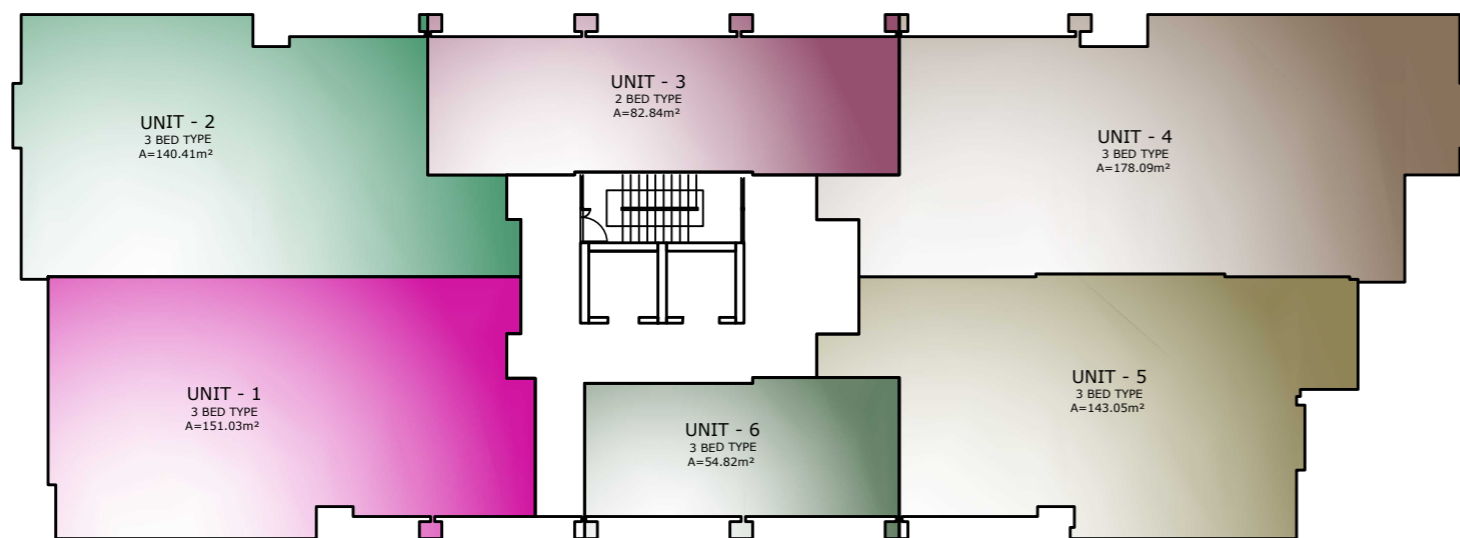 UNIT - 3
2 BED TYPE
A=82.84m²
UNIT - 2
3 BED TYPE
A=140.41m²
UNIT - 4
3 BED TYPE
A=178.09m²
UNIT - 1
3 BED TYPE
A=151.03m²
UNIT - 5
3 BED TYPE
A=143.05m²
UNIT - 6
3 BED TYPE
A=54.82m²